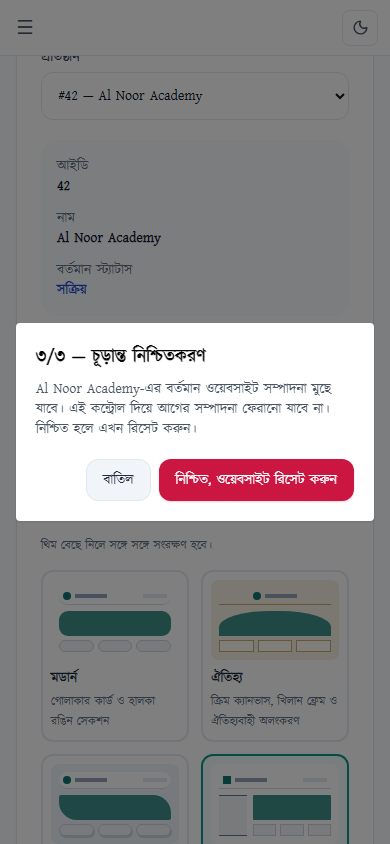 প্রতিষ্ঠান
#42 — Al Noor Academy
আইডি
42
নাম
Al Noor Academy
বর্তমান স্ট্যাটাস
সক্রিয়
৩/৩ — চূড়ান্ত নিশ্চিতকরণ
Al Noor Academy-এর বর্তমান ওয়েবসাইট সম্পাদনা মুছে
যাবে। এই কন্ট্রোল দিয়ে আগের সম্পাদনা ফেরানো যাবে না।
নিশ্চিত হলে এখন রিসেট করুন।
বাতিল
নিশ্চিত, ওয়েবসাইট রিসেট করুন
থিম বেছে নিলে সঙ্গে সঙ্গে সংরক্ষণ হবে।
মডার্ন
গোলাকার কার্ড ও হালকা
রঙিন সেকশন
ঐতিহ্য
ক্রিম ক্যানভাস, খিলান ফ্রেম ও
ঐতিহ্যবাহী অলংকরণ